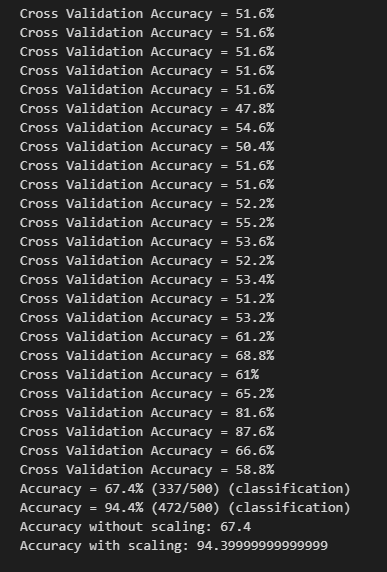 Cross Validation Accuracy = 51.6%
Cross Validation Accuracy = 51.6%
Cross Validation Accuracy = 51.6%
Cross Validation Accuracy = 51.6%
Cross Validation Accuracy = 51.6%
Cross Validation Accuracy = 47.8%
Cross Validation Accuracy = 54.6%
Cross Validation Accuracy = 50.4%
Cross Validation Accuracy = 51.6%
Cross Validation Accuracy = 51.6%
Cross Validation Accuracy = 52.2%
Cross Validation Accuracy = 55.2%
Cross Validation Accuracy = 53.6%
Cross Validation Accuracy = 52.2%
Cross Validation Accuracy = 53.4%
Cross Validation Accuracy = 51.2%
Cross Validation Accuracy = 53.2%
Cross Validation Accuracy = 61.2%
Cross Validation Accuracy = 68.8%
Cross Validation Accuracy = 61%
Cross Validation Accuracy = 65.2%
Cross Validation Accuracy = 81.6%
Cross Validation Accuracy = 87.6%
Cross Validation Accuracy = 66.6%
Cross Validation Accuracy = 58.8%
Accuracy = 67.4% (337/500) (classification)
Accuracy = 94.4% (472/500) (classification)
Accuracy without scaling: 67.4
Accuracy with scaling: 94.39999999999999